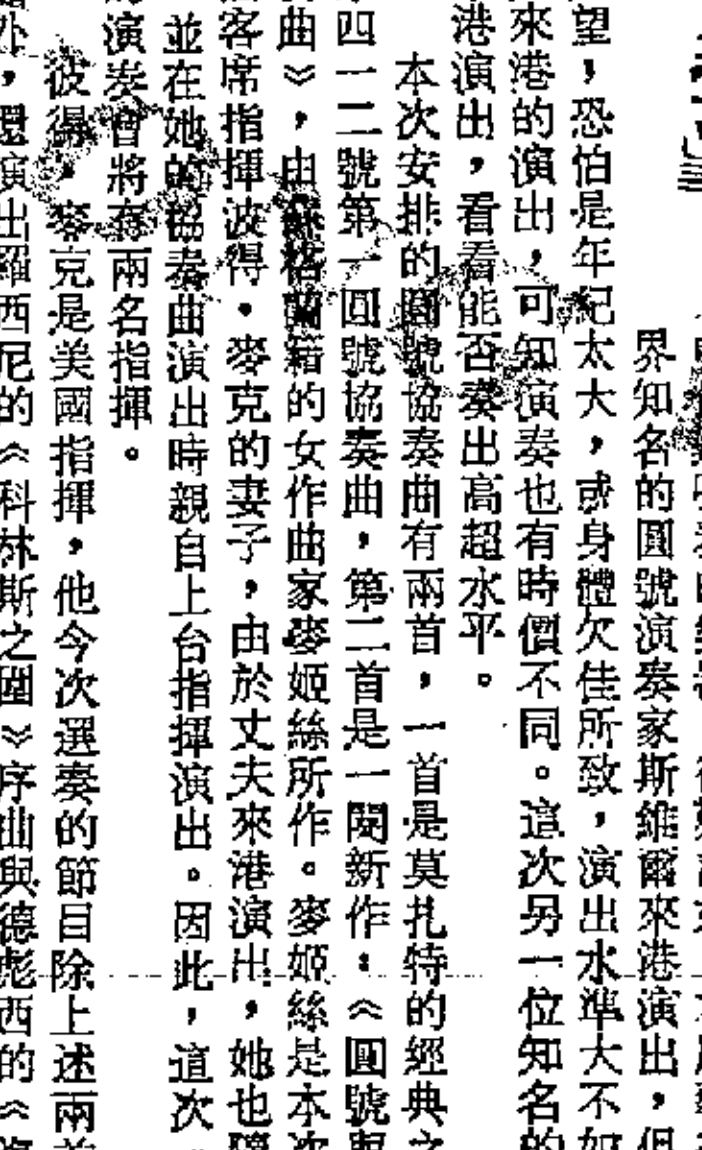 界知名的圓號演奏家斯維爾來港演出，但
望，恐怕是年紀太大，或身體欠佳所致，演出水準大不如
來港的演出，可知演奏也有時價不同。這次另一位知名的
港演出，看看能否奏出高超水平。
本次安排的圓號協奏曲有兩首，一首是莫扎特的經典之
四一二號第一圓號協奏曲，第二首是一闋新作：《圓號與
曲》，由蘇格蘭籍的女作曲家麥姬絲所作。麥姬絲是本次
客席指揮波得・麥克的妻子，由於丈夫來港演出，她也隨
並在她的協奏曲演出時親自上台指揮演出。因此，這次
演奏會將有兩名指揮。
彼得・麥克是美國指揮，他今次選奏的節目除上述兩首
外，還演出羅西尼的《科林斯之圍》序曲與德彪西的《